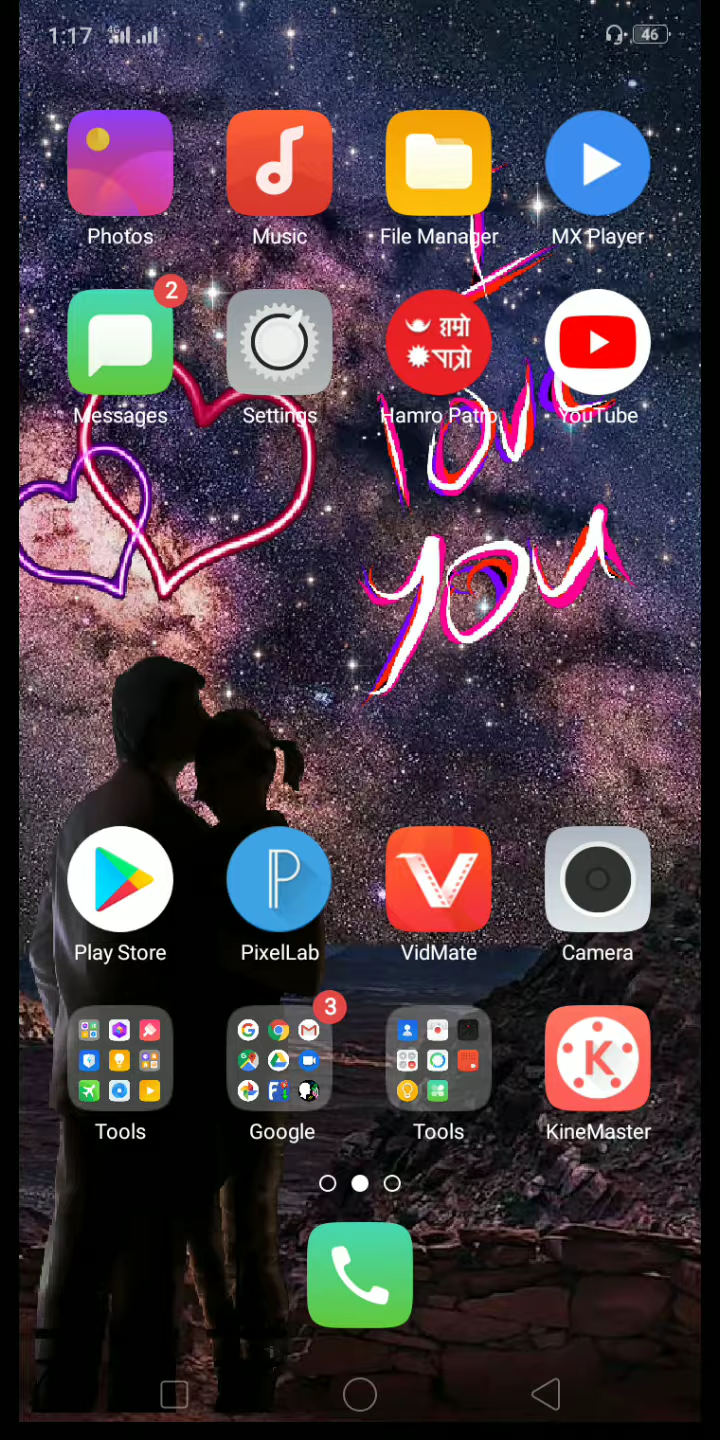 1:17 46
Photos Music File Manager MX Player
2
हाम्रो
पात्रो
Messages Settings Hamro Patro YouTube
I
love
you
P
Play Store PixelLab VidMate Camera
3
K
Tools Google Tools KineMaster